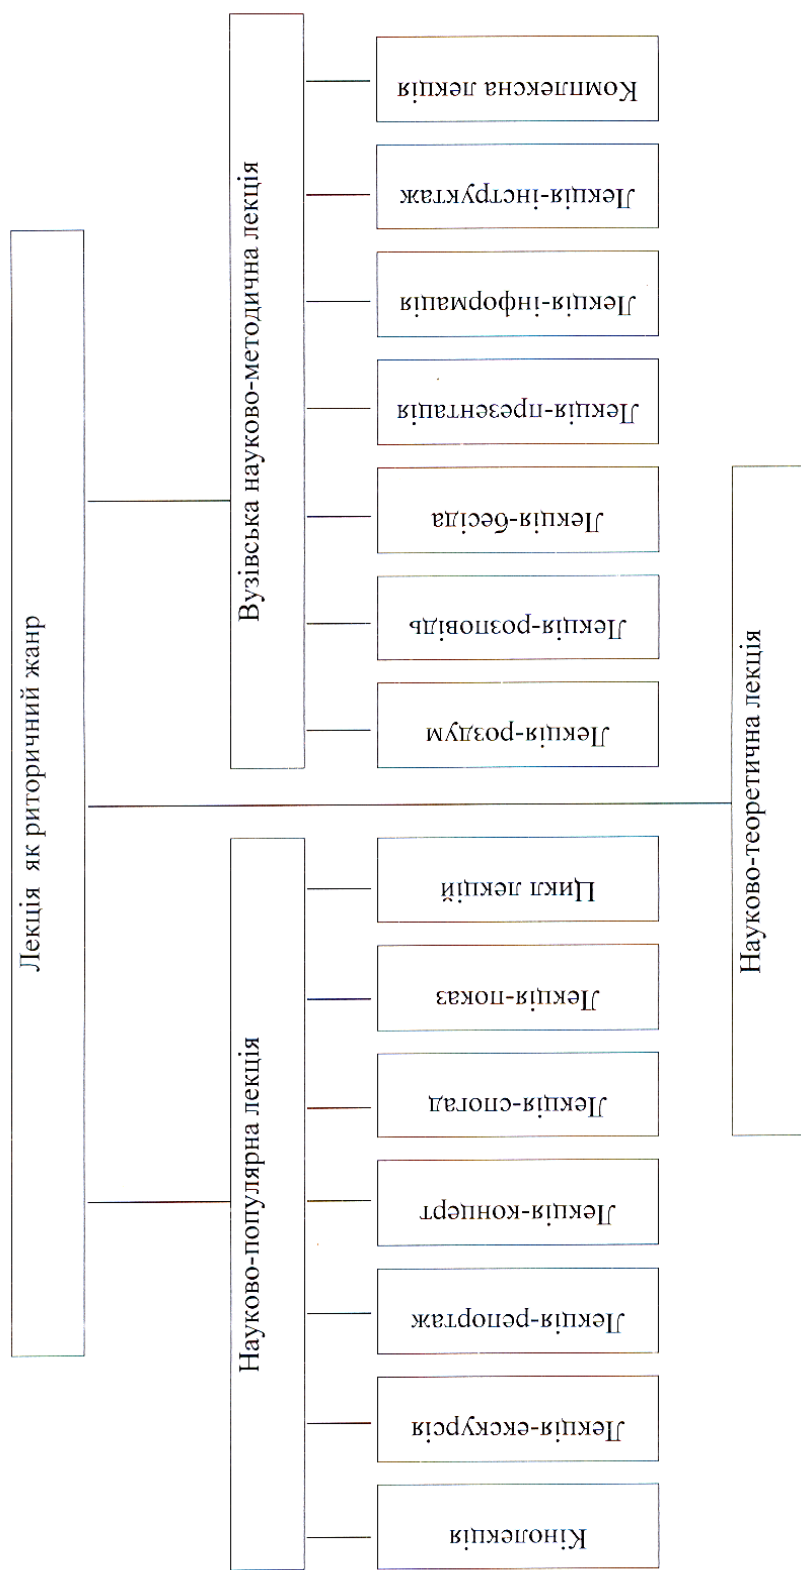 Лекція як риторичний жанр
Науково-популярна лекція
Вузівська науково-методична лекція
Кінолекція
Лекція-екскурсія
Лекція-репортаж
Лекція-концерт
Лекція-спогад
Лекція-показ
Цикл лекцій
Лекція-роздум
Лекція-розповідь
Лекція-бесіда
Лекція-презентація
Лекція-інформація
Лекція-інструктаж
Комплексна лекція
Науково-теоретична лекція